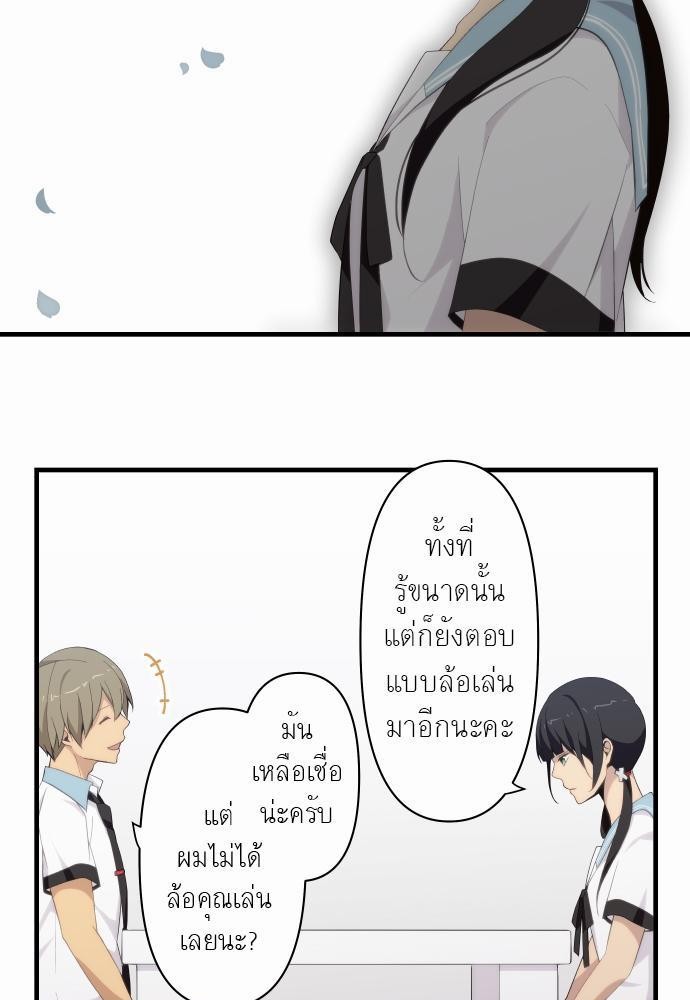 ทั้งที่
รู้ขนาดนั้น
แต่ก็ยังตอบ
แบบล้อเล่น
มาอีกนะคะ
มัน
เหลือเชื่อ
น่ะครับ
แต่
ผมไม่ได้
ล้อคุณเล่น
เลยนะ?